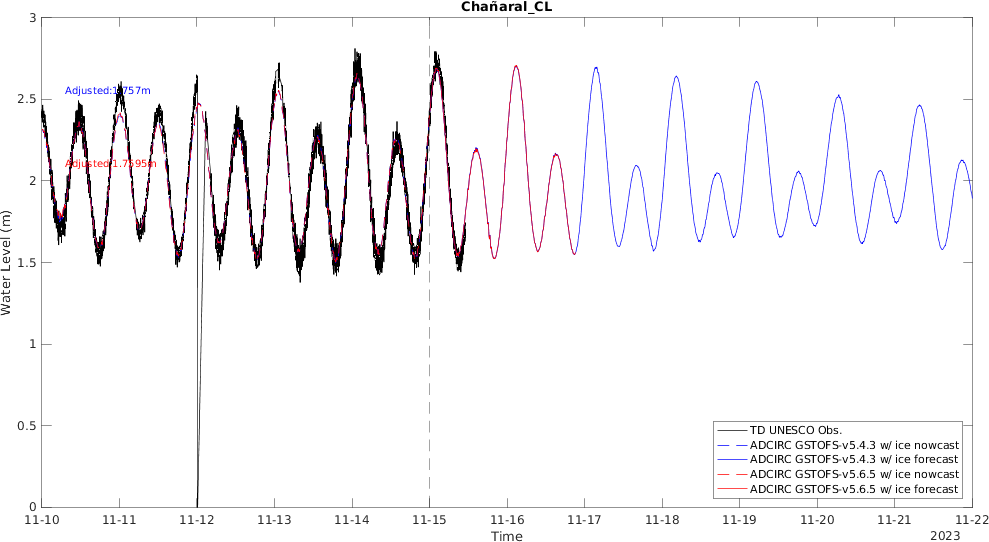 Chañaral_CL
3
2.5
2
1.5
1
0.5
0
Water Level (m)
Adjusted:1.757m
Adjusted:1.7595m
TD UNESCO Obs.
ADCIRC GSTOFS-v5.4.3 w/ ice nowcast
ADCIRC GSTOFS-v5.4.3 w/ ice forecast
ADCIRC GSTOFS-v5.6.5 w/ ice nowcast
ADCIRC GSTOFS-v5.6.5 w/ ice forecast
11-10 11-11 11-12 11-13 11-14 11-15 11-16 11-17 11-18 11-19 11-20 11-21 11-22
Time
2023